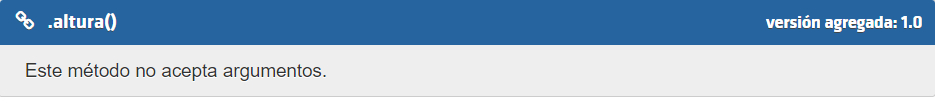 .altura()
versión agregada: 1.0
Este método no acepta argumentos.